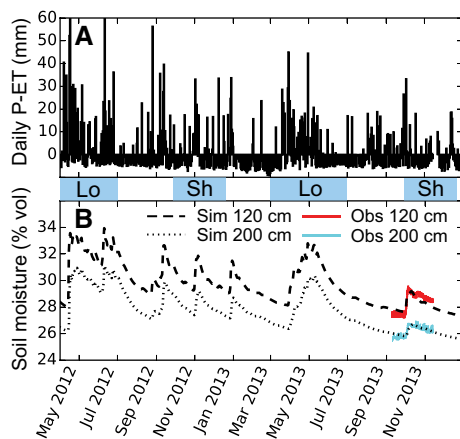 A
Daily P-ET (mm)
60
50
40
30
20
10
0
Lo
Sh
Lo
Sh
B
Soil moisture (% vol)
36
34
32
30
28
26
24
Sim 120 cm
Obs 120 cm
Sim 200 cm
Obs 200 cm
May 2012
Jul 2012
Sep 2012
Nov 2012
Jan 2013
Mar 2013
May 2013
Jul 2013
Sep 2013
Nov 2013